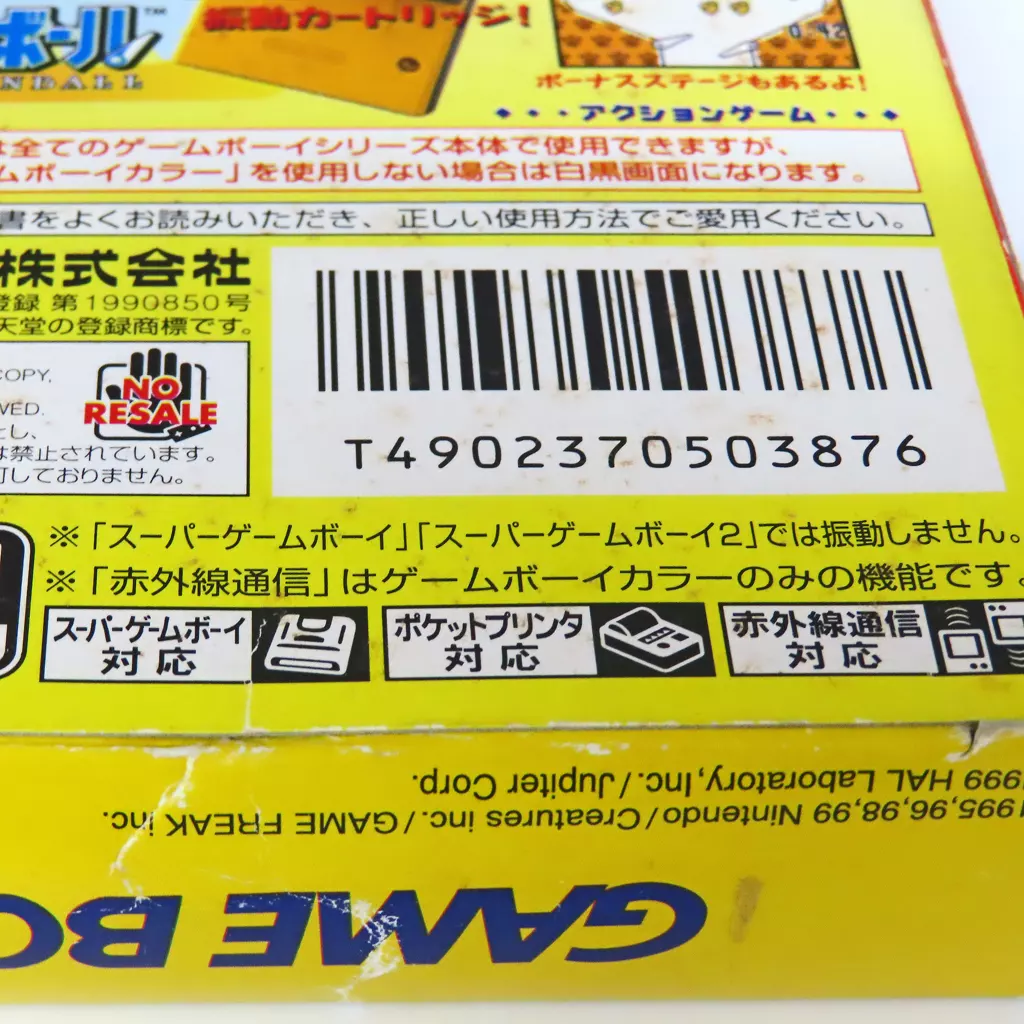 ボール™
振動カートリッジ!
NBALL
ボーナスステージもあるよ!
アクションゲーム
は全てのゲームボーイシリーズ本体で使用できますが、
ムボーイカラー」を使用しない場合は白黒画面になります。
書をよくお読みいただき、正しい使用方法でご愛用ください。
株式会社
登録 第1990850号
天堂の登録商標です。
COPY,
NO
RESALE
VED.
とし、
は禁止されています。
可しておりません。
T4902370503876
※「スーパーゲームボーイ」「スーパーゲームボーイ2」では振動しません。
※「赤外線通信」はゲームボーイカラーのみの機能です。
スーパーゲームボーイ
対応
ポケットプリンタ
対応
赤外線通信
対応
1995,96,98,99 Nintendo/Creatures inc./GAME FREAK inc.
1999 HAL Laboratory,Inc./Jupiter Corp.
GAME BO